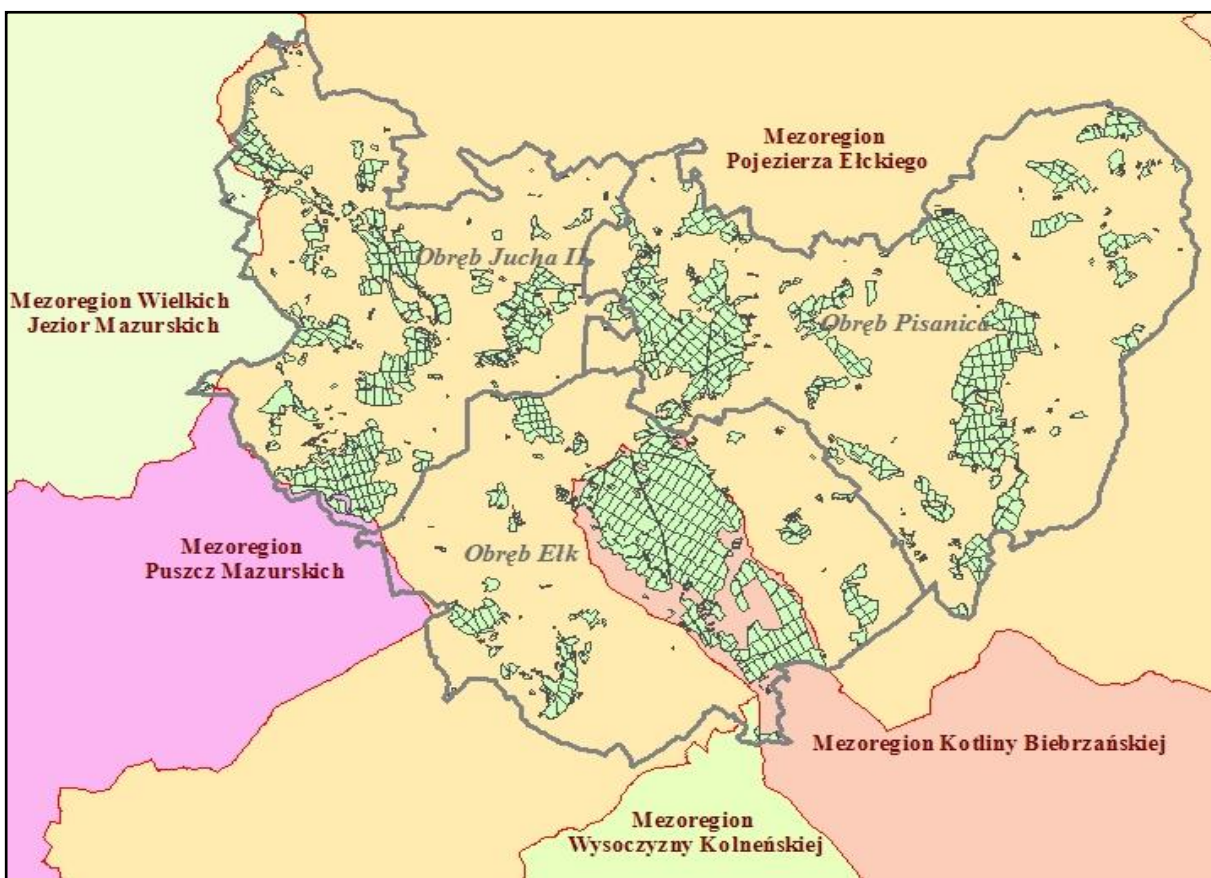 Mezoregion
Pojezierza Ełckiego
Obręb Jucha II
Mezoregion Wielkich
Jezior Mazurskich
Obręb Pisanica
Mezoregion
Puszcz Mazurskich
Obręb Ełk
Mezoregion Kotliny Biebrzańskiej
Mezoregion
Wysoczyzny Kolneńskiej